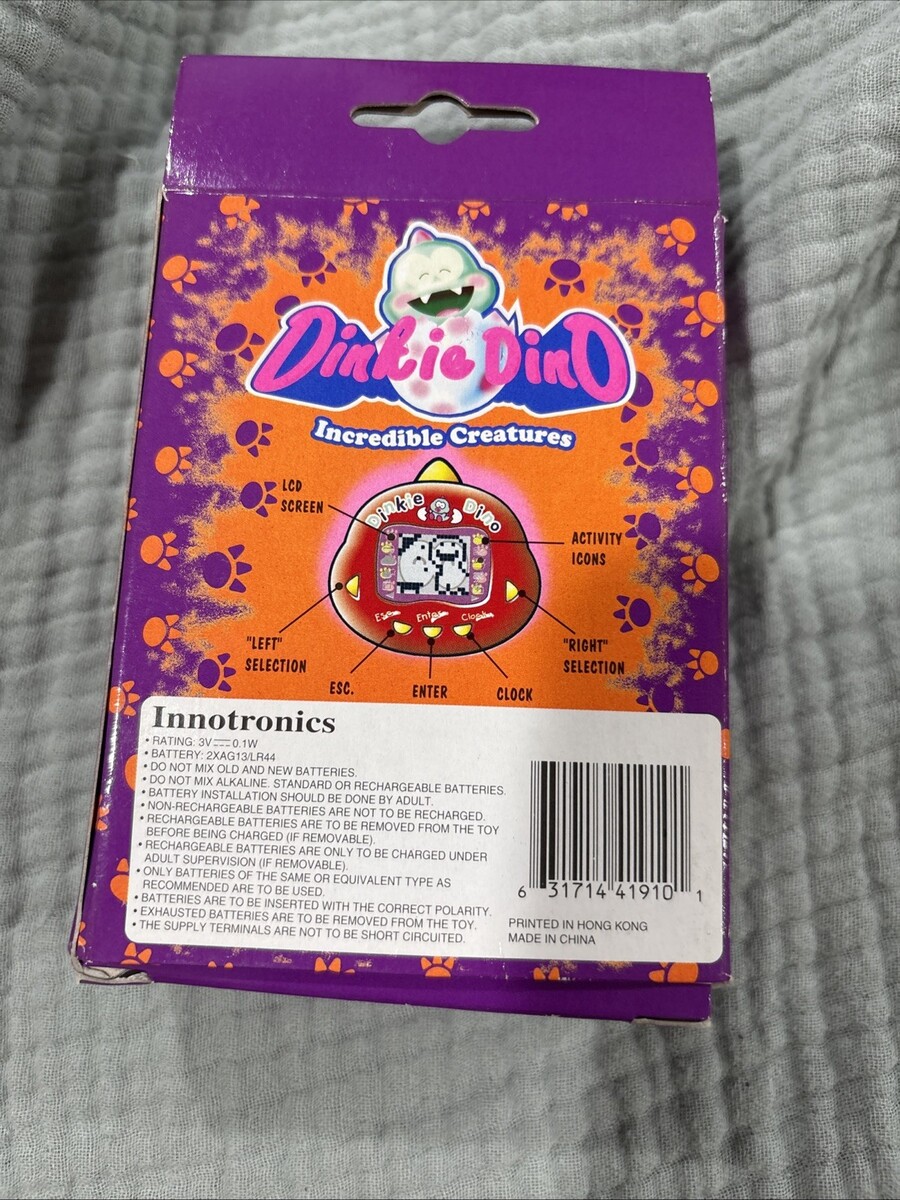 Dinkie Dino
Incredible Creatures
LCD
SCREEN
Dinkie Dino
ACTIVITY
ICONS
Enter
"LEFT"
SELECTION
"RIGHT"
SELECTION
ESC.
ENTER
CLOCK
Innotronics
• RATING: 3V⎓0.1W
• BATTERY: 2XAG13/LR44
• DO NOT MIX OLD AND NEW BATTERIES.
• DO NOT MIX ALKALINE. STANDARD OR RECHARGEABLE BATTERIES.
• BATTERY INSTALLATION SHOULD BE DONE BY ADULT.
• NON-RECHARGEABLE BATTERIES ARE NOT TO BE RECHARGED.
• RECHARGEABLE BATTERIES ARE TO BE REMOVED FROM THE TOY
BEFORE BEING CHARGED (IF REMOVABLE).
• RECHARGEABLE BATTERIES ARE ONLY TO BE CHARGED UNDER
ADULT SUPERVISION (IF REMOVABLE).
• ONLY BATTERIES OF THE SAME OR EQUIVALENT TYPE AS
RECOMMENDED ARE TO BE USED.
• BATTERIES ARE TO BE INSERTED WITH THE CORRECT POLARITY.
• EXHAUSTED BATTERIES ARE TO BE REMOVED FROM THE TOY.
• THE SUPPLY TERMINALS ARE NOT TO BE SHORT CIRCUITED.
6 31714 41910 1
PRINTED IN HONG KONG
MADE IN CHINA